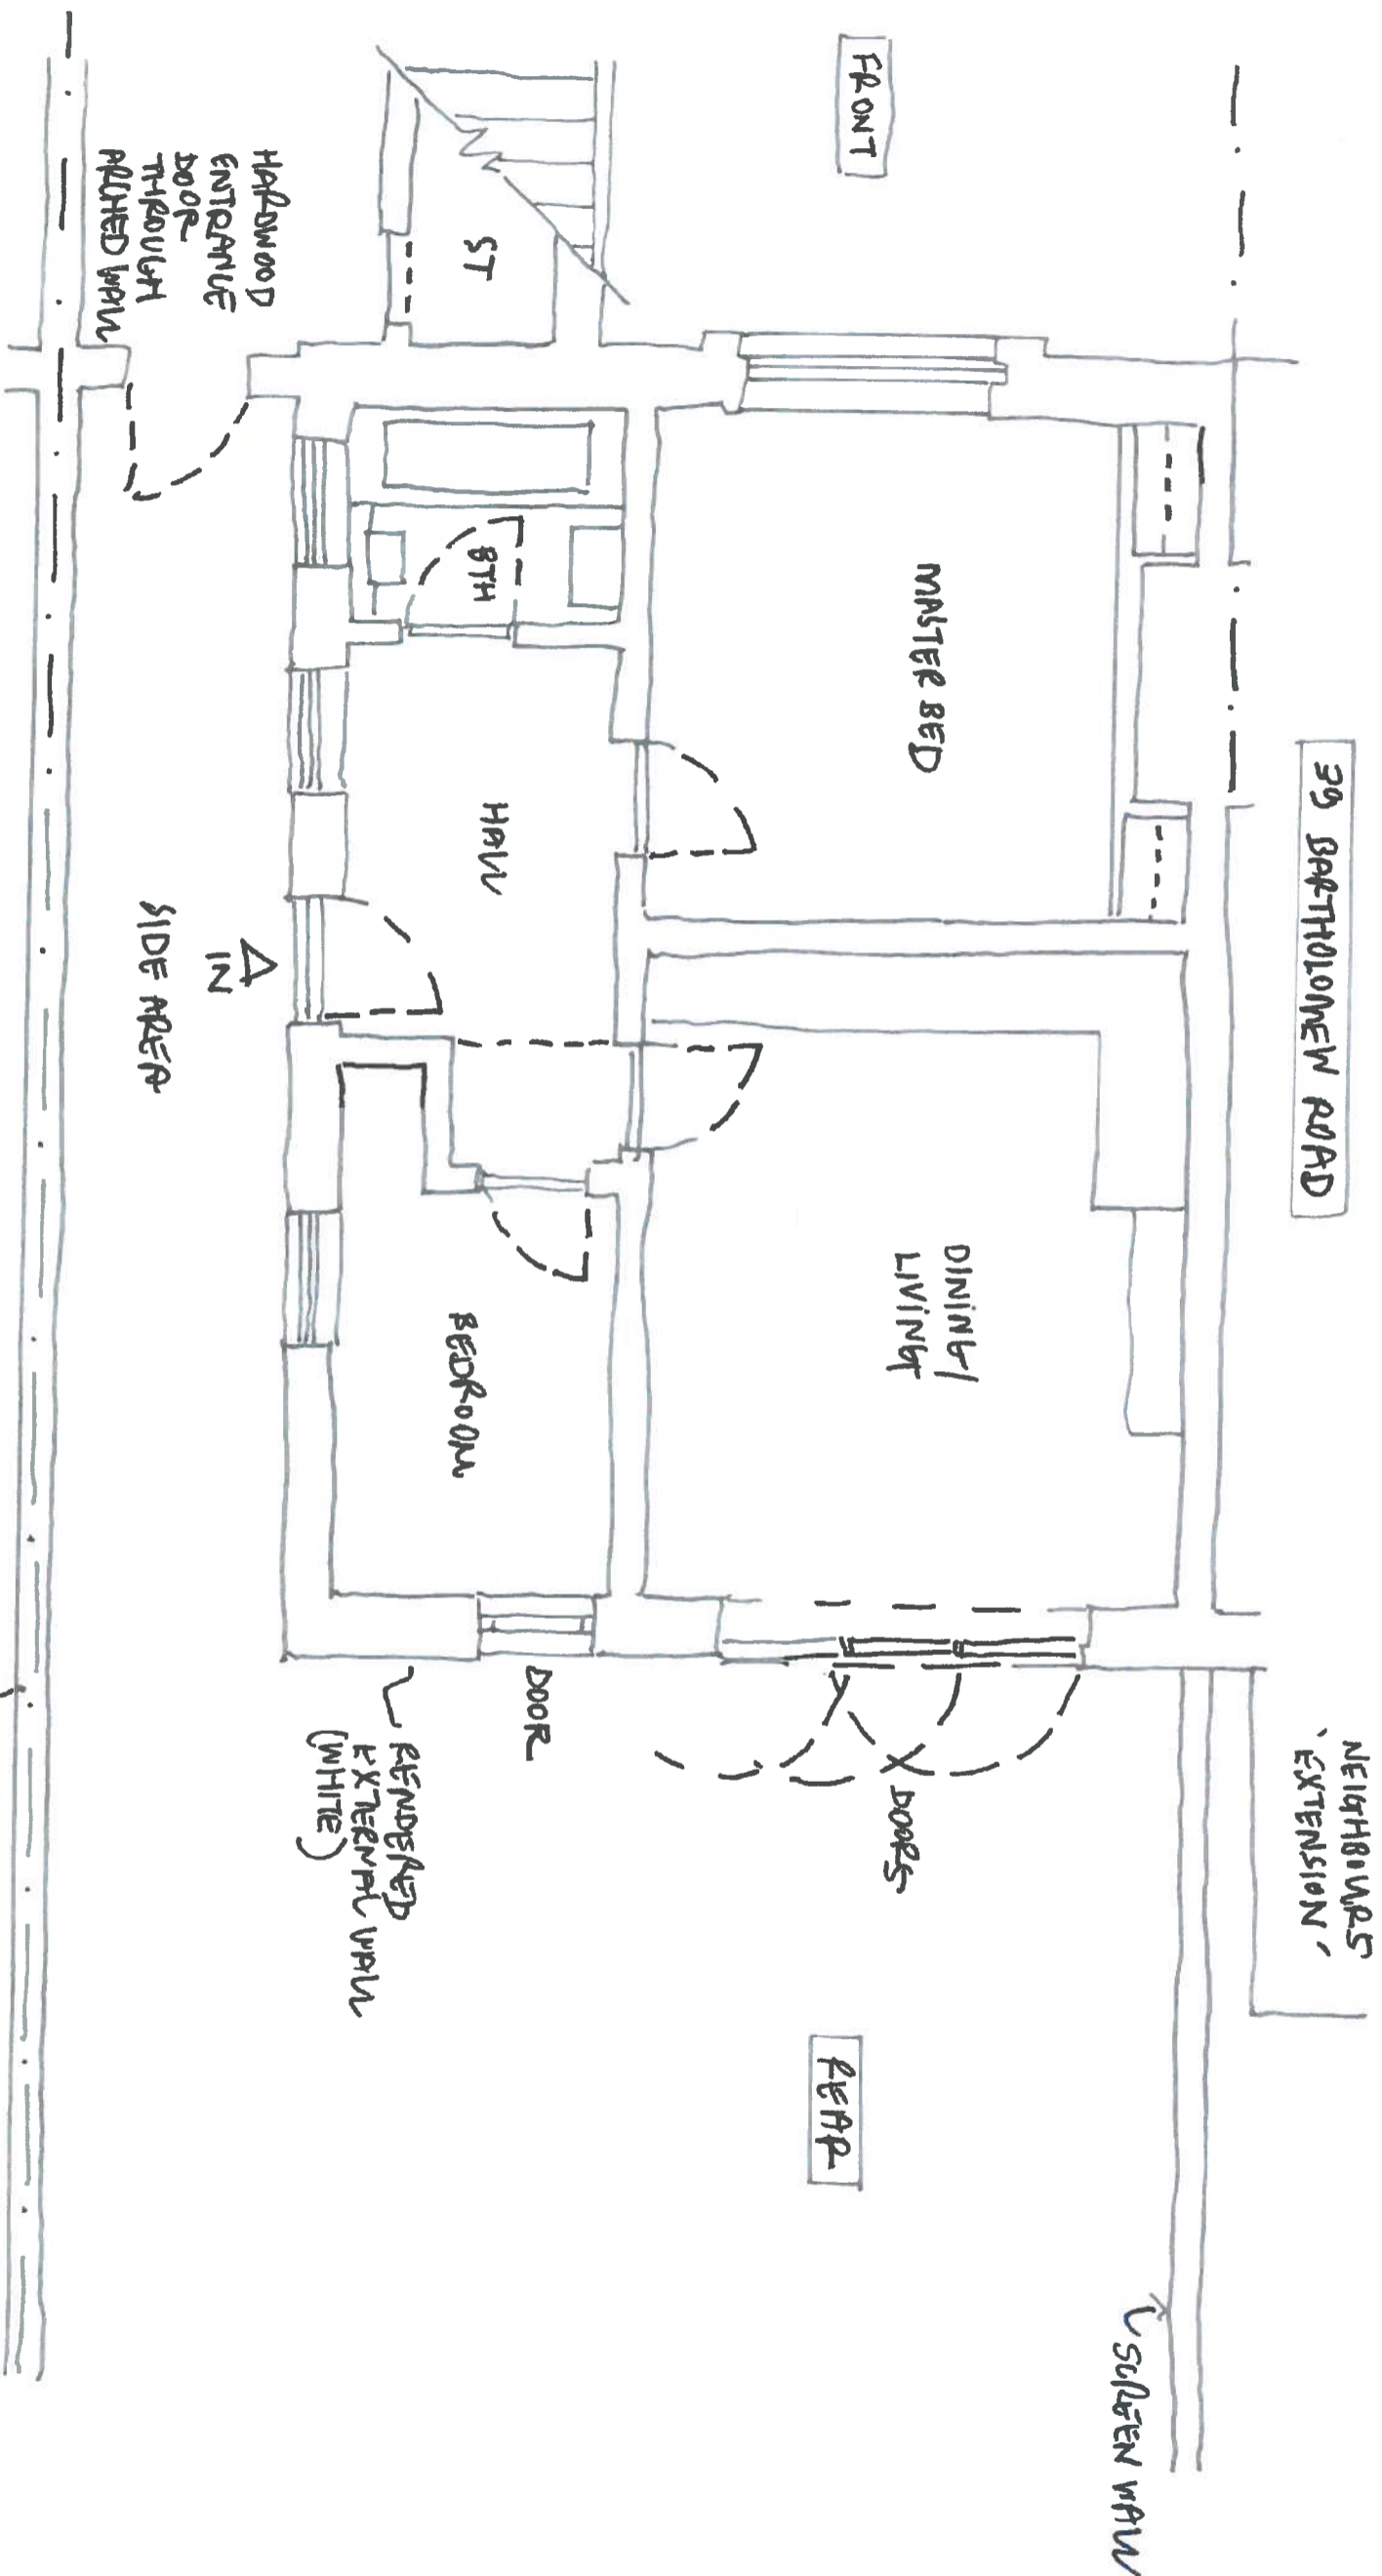 39 BARTHOLOMEW ROAD
NEIGHBOURS
'EXTENSION'
FRONT
MASTER BED
DINING/
LIVING
DOORS
REAR
SCREEN WALL
ST
BTH
HALL
BEDROOM
DOOR
RENDERED
EXTERNAL WALL
(WHITE)
HARDWOOD
ENTRANCE
DOOR
THROUGH
ARCHED WALL
IN
SIDE AREA